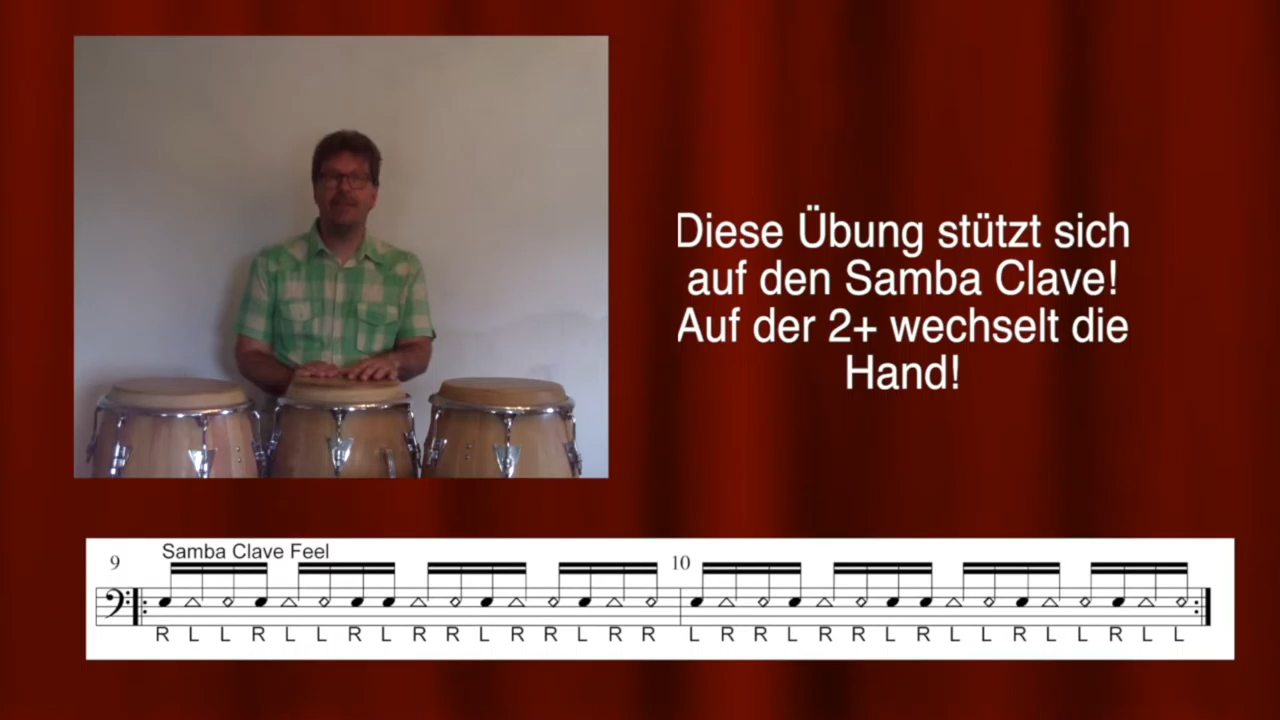 Diese Übung stützt sich
auf den Samba Clave!
Auf der 2+ wechselt die
Hand!
9 Samba Clave Feel 10
R L L R L L R L R R L R R L R R L R R L R R L R L L R L L R L L